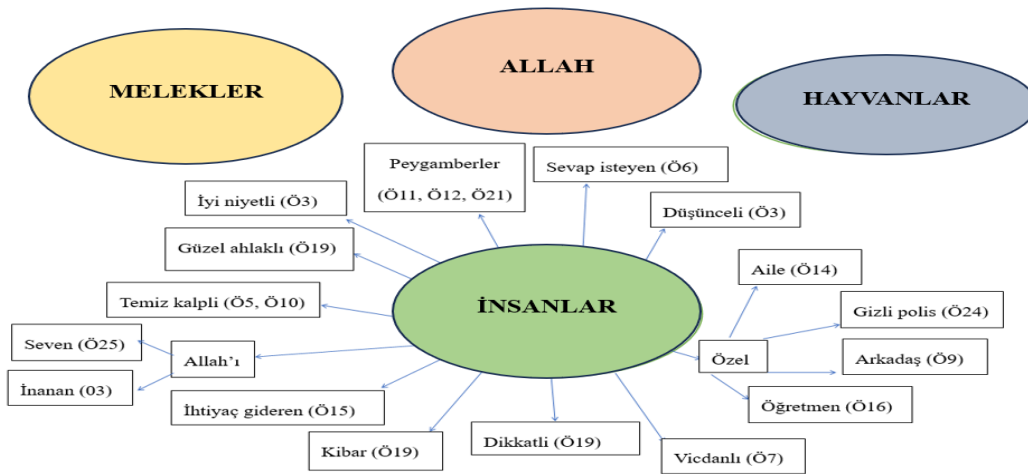 MELEKLER
ALLAH
HAYVANLAR
Peygamberler
(Ö11, Ö12, Ö21)
Sevap isteyen (Ö6)
İyi niyetli (Ö3)
Düşünceli (Ö3)
Güzel ahlaklı (Ö19)
Aile (Ö14)
Temiz kalpli (Ö5, Ö10)
İNSANLAR
Gizli polis (Ö24)
Seven (Ö25)
Allah’ı
Özel
Arkadaş (Ö9)
İnanan (03)
İhtiyaç gideren (Ö15)
Öğretmen (Ö16)
Kibar (Ö19)
Dikkatli (Ö19)
Vicdanlı (Ö7)